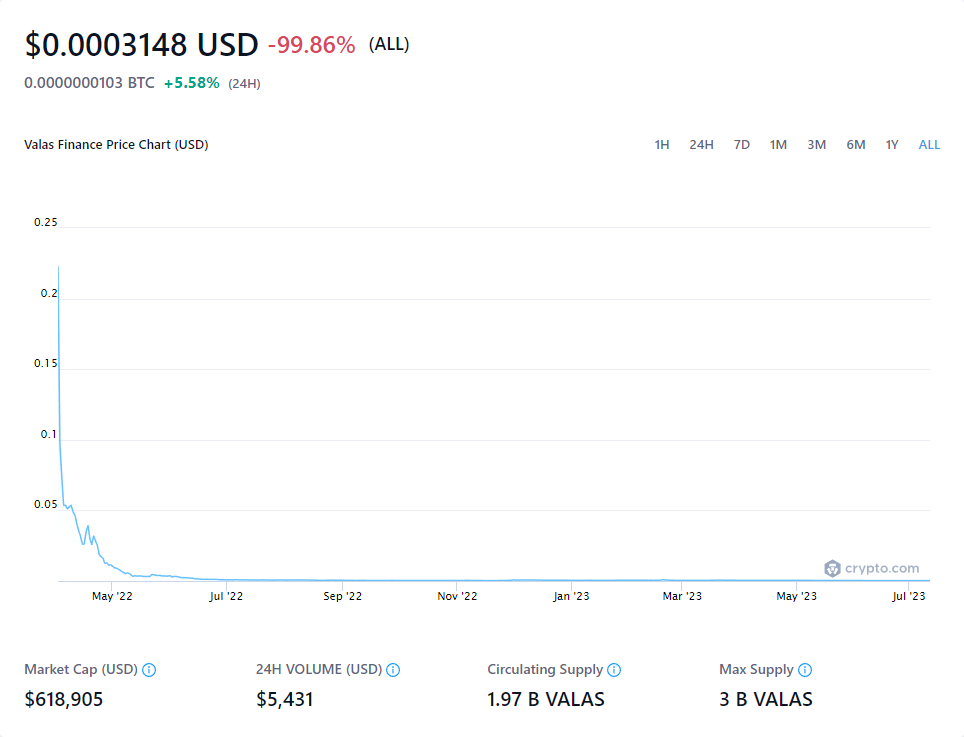 $0.0003148 USD -99.86% (ALL)
0.0000000103 BTC +5.58% (24H)
Valas Finance Price Chart (USD) 1H 24H 7D 1M 3M 6M 1Y ALL
0.25
0.2
0.15
0.1
0.05
crypto.com
May '22 Jul '22 Sep '22 Nov '22 Jan '23 Mar '23 May '23 Jul '23
Market Cap (USD) 24H VOLUME (USD) Circulating Supply Max Supply
$618,905 $5,431 1.97 B VALAS 3 B VALAS